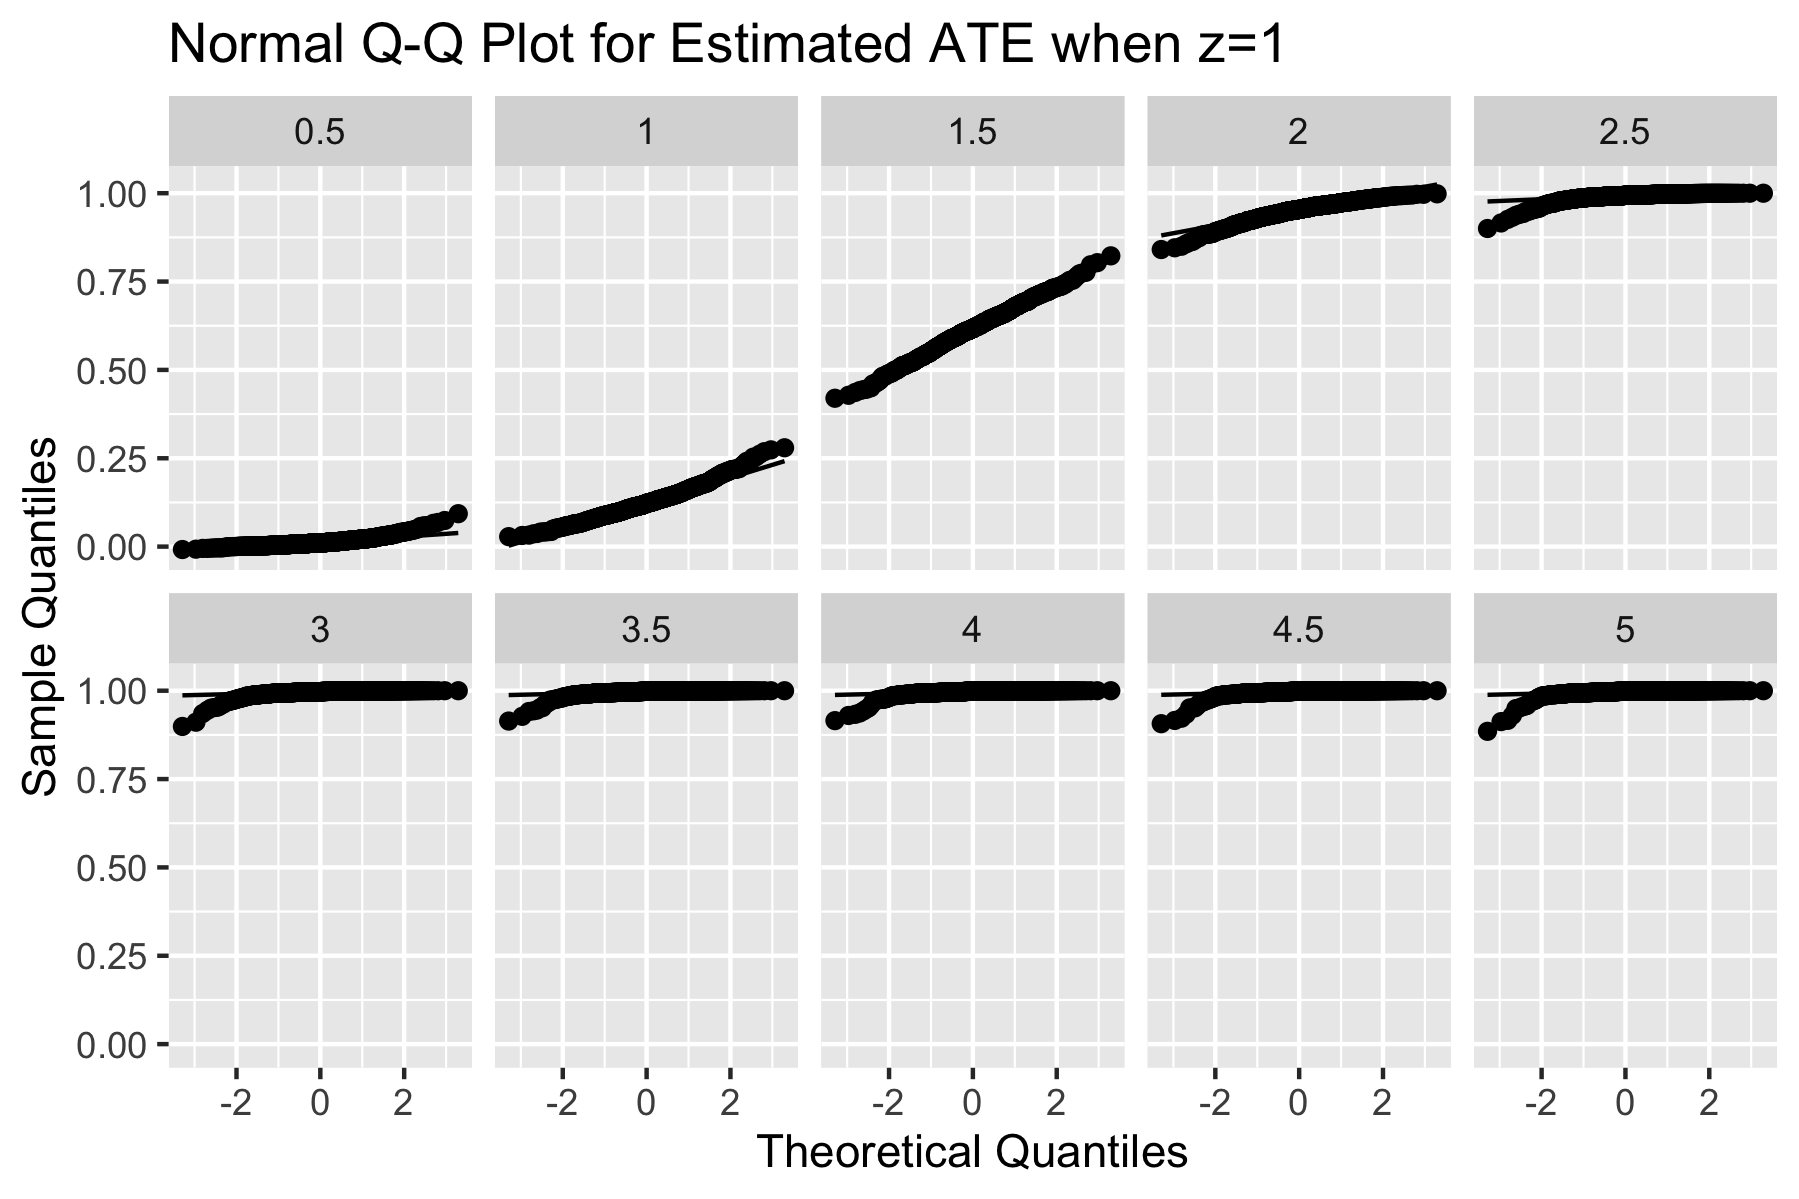 Normal Q-Q Plot for Estimated ATE when z=1
0.5 1 1.5 2 2.5
1.00
0.75
0.50
0.25
0.00
3 3.5 4 4.5 5
1.00
0.75
0.50
0.25
0.00
-2 0 2 -2 0 2 -2 0 2 -2 0 2 -2 0 2
Theoretical Quantiles
Sample Quantiles